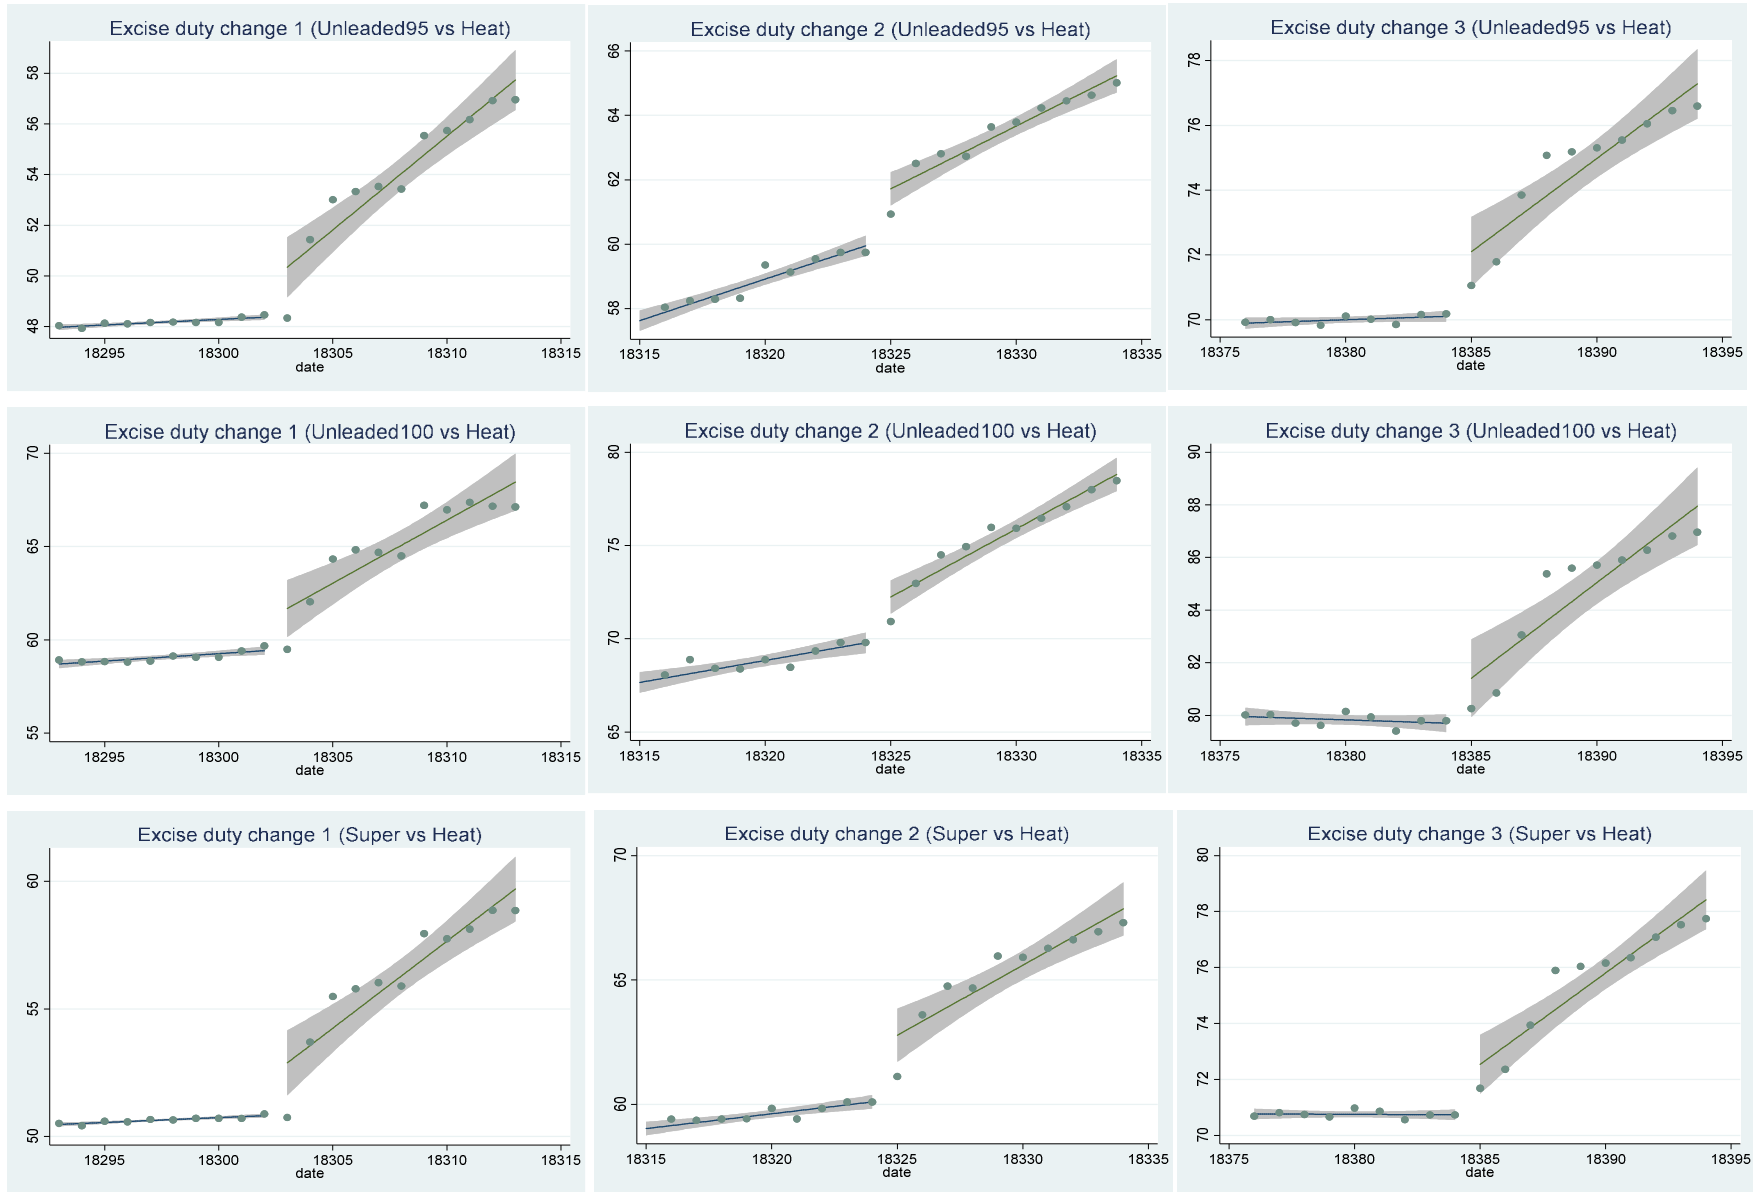 Excise duty change 1 (Unleaded95 vs Heat)
58
56
54
52
50
48
18295 18300 18305 18310 18315
date
Excise duty change 2 (Unleaded95 vs Heat)
66
64
62
60
58
18315 18320 18325 18330 18335
date
Excise duty change 3 (Unleaded95 vs Heat)
78
76
74
72
70
18375 18380 18385 18390 18395
date
Excise duty change 1 (Unleaded100 vs Heat)
70
65
60
55
18295 18300 18305 18310 18315
date
Excise duty change 2 (Unleaded100 vs Heat)
80
75
70
65
18315 18320 18325 18330 18335
date
Excise duty change 3 (Unleaded100 vs Heat)
90
88
86
84
82
80
18375 18380 18385 18390 18395
date
Excise duty change 1 (Super vs Heat)
60
55
50
18295 18300 18305 18310 18315
date
Excise duty change 2 (Super vs Heat)
70
65
60
18315 18320 18325 18330 18335
date
Excise duty change 3 (Super vs Heat)
80
78
76
74
72
70
18375 18380 18385 18390 18395
date